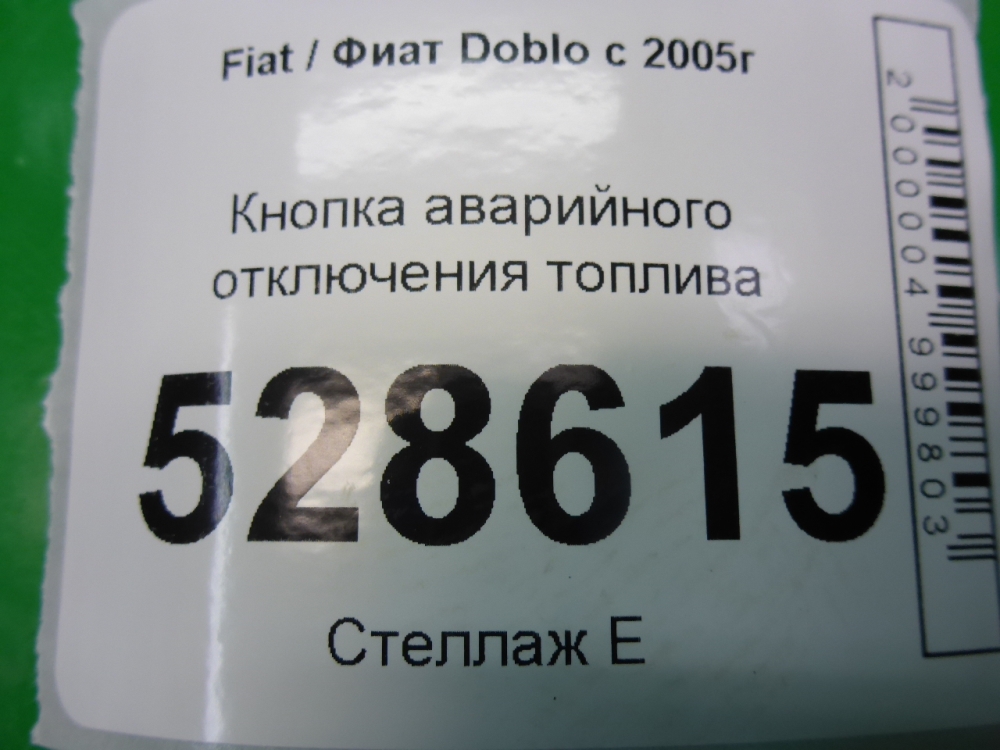 Fiat / Фиат Doblo с 2005г
Кнопка аварийного
отключения топлива
528615
Стеллаж Е
2000004999803